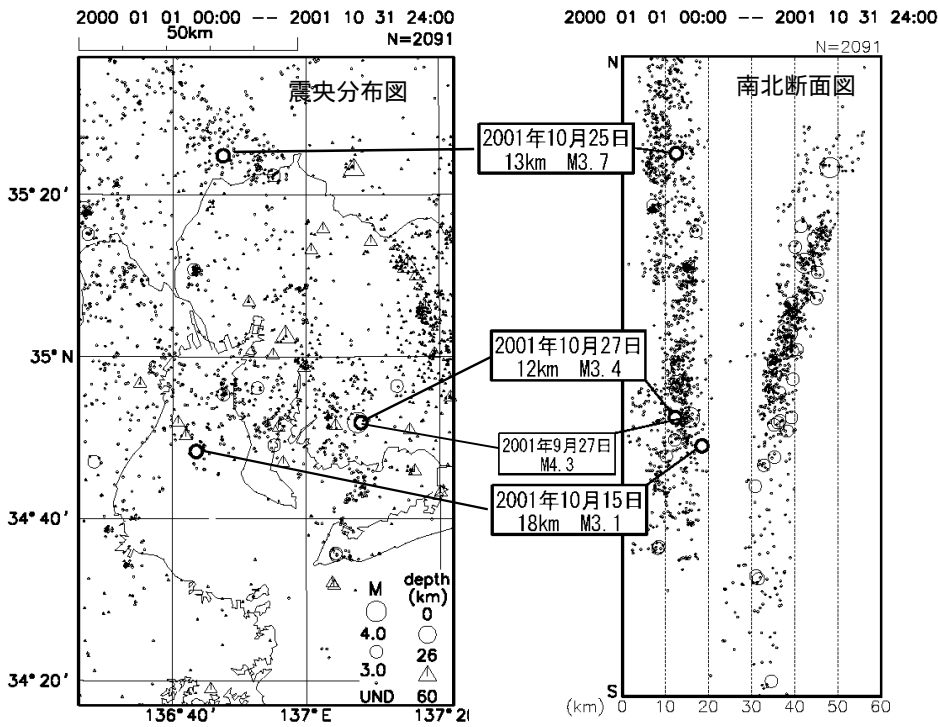 2000 01 01 00:00 -- 2001 10 31 24:00
50km
N=2091
震央分布図
35°20'
35°N
34°40'
34°20'
136°40'
137°E
137°20
M
4.0
3.0
UND
depth
(km)
0
26
60
2001年10月25日
13km M3.7
2001年10月27日
12km M3.4
2001年9月27日
M4.3
2001年10月15日
18km M3.1
2000 01 01 00:00 -- 2001 10 31 24:00
N=2091
N
南北断面図
S
(km) 0 10 20 30 40 50 60